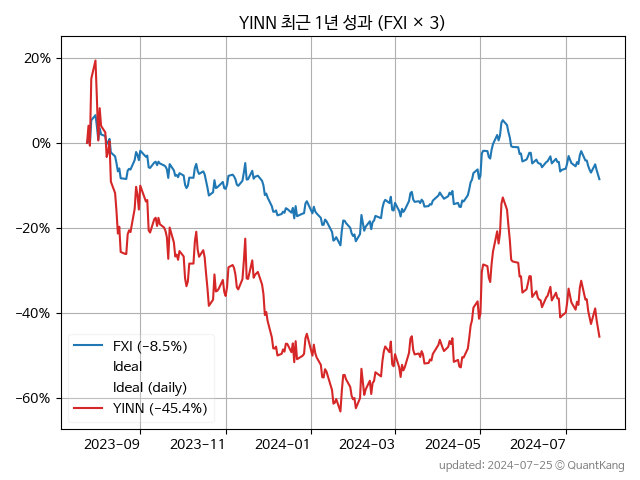 YINN 최근 1년 성과 (FXI × 3)
20%
0%
−20%
−40%
−60%
FXI (−8.5%)
Ideal
Ideal (daily)
YINN (−45.4%)
2023−09 2023−11 2024−01 2024−03 2024−05 2024−07
updated: 2024-07-25 © QuantKang